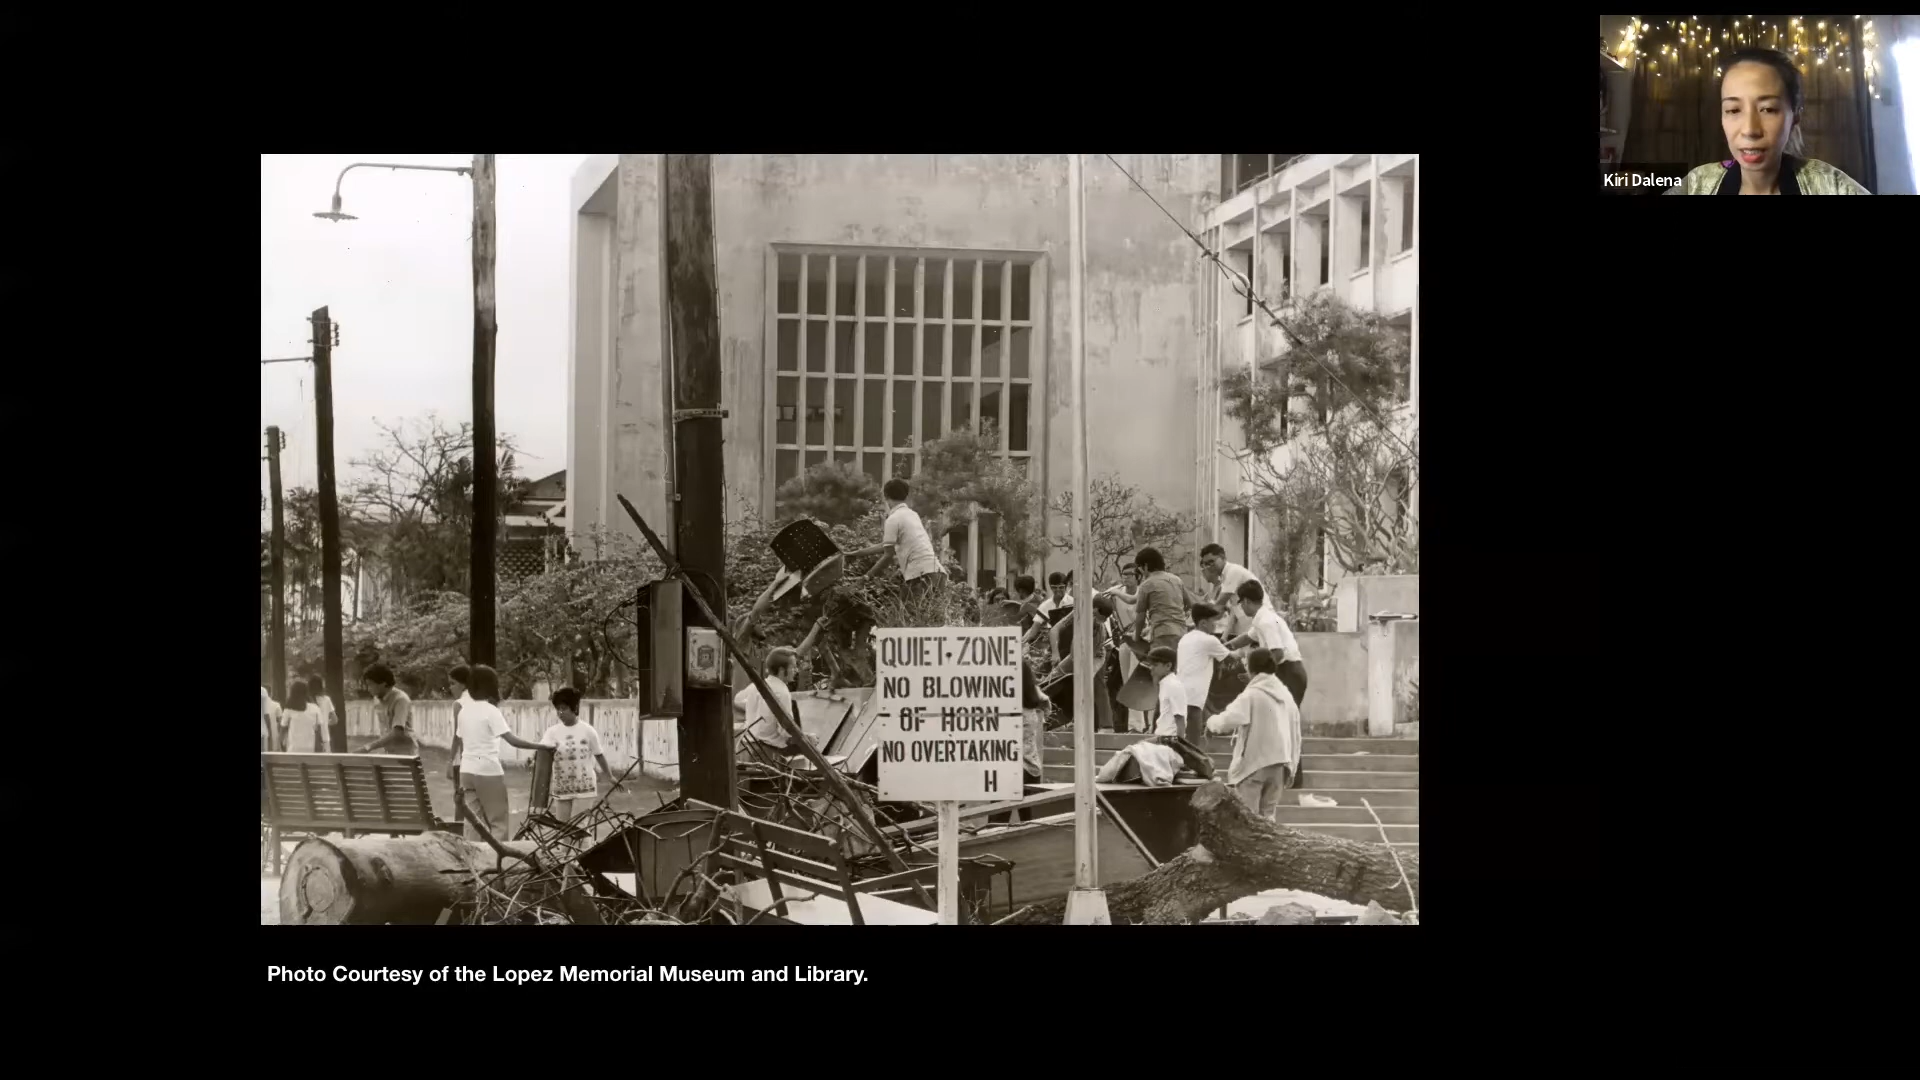 Kiri Dalena
QUIET ZONE
NO BLOWING
OF HORN
NO OVERTAKING
H
Photo Courtesy of the Lopez Memorial Museum and Library.